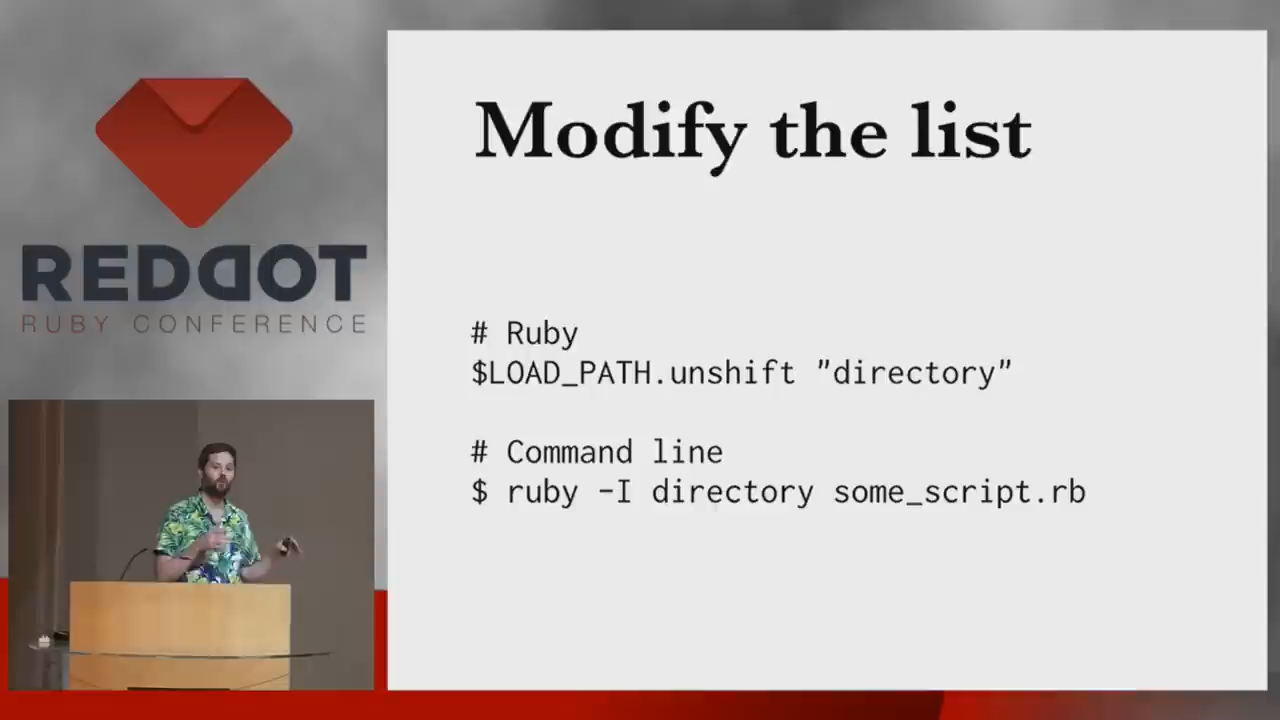 REDDOT
RUBY CONFERENCE
Modify the list
# Ruby
$LOAD_PATH.unshift "directory"
# Command line
$ ruby -I directory some_script.rb